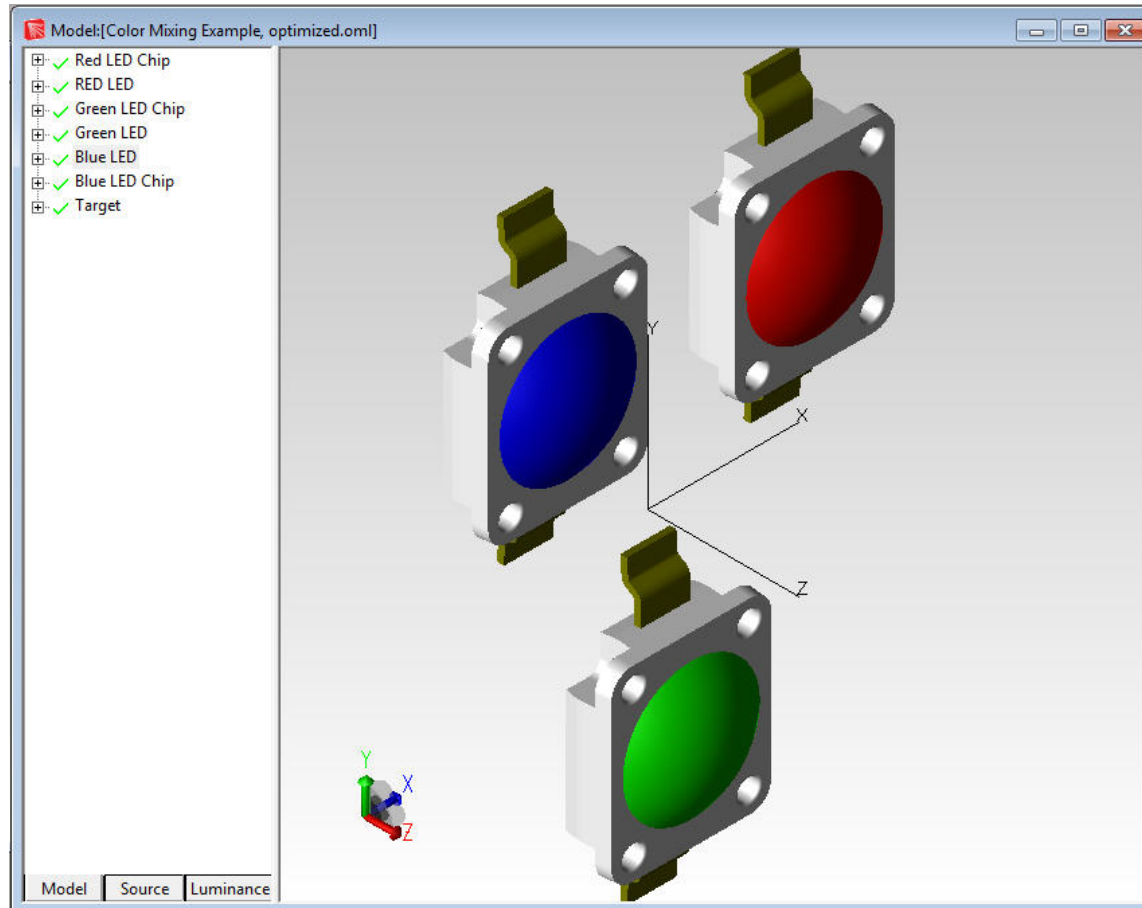 Model:[Color Mixing Example, optimized.oml]
Red LED Chip
RED LED
Green LED Chip
Green LED
Blue LED
Blue LED Chip
Target
Y
X
Z
Y
X
Z
Model Source Luminance